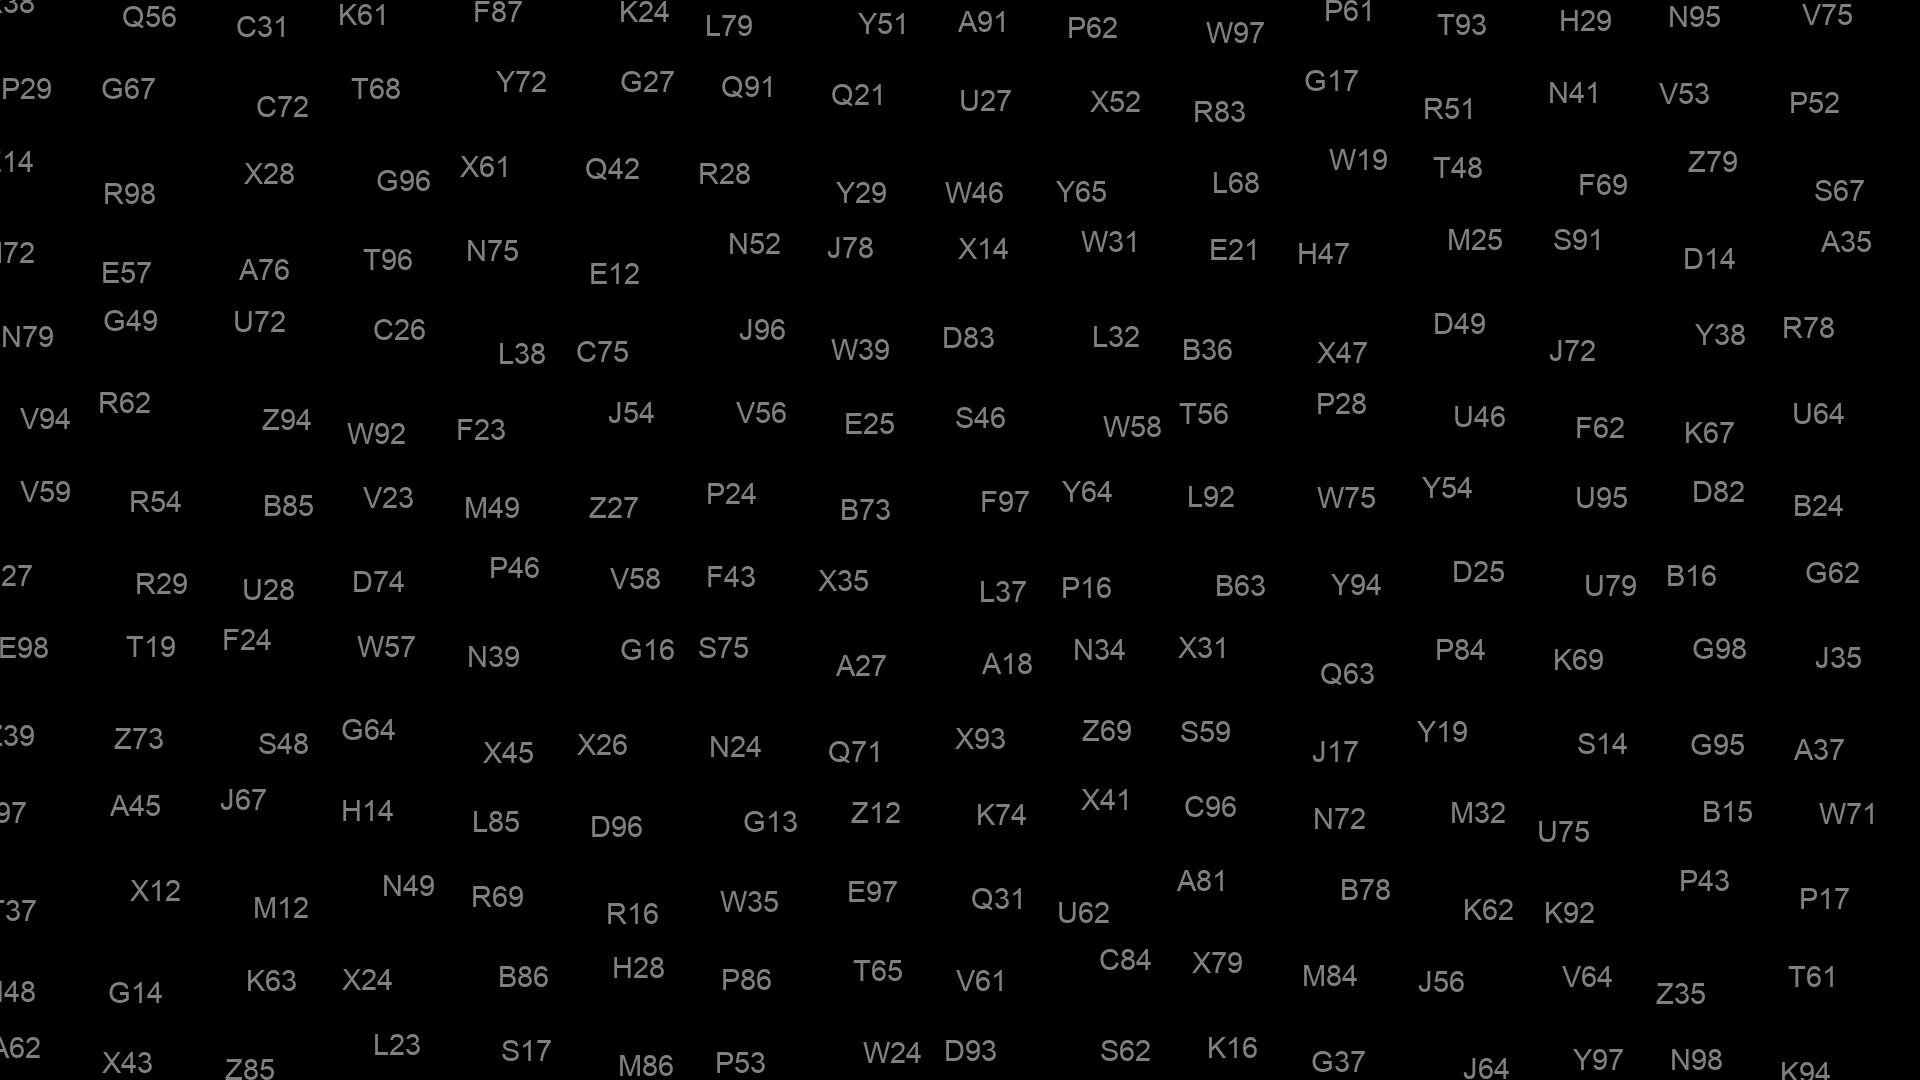 Q56 C31 K61 F87 K24 L79 Y51 A91 P62 W97 P61 T93 H29 N95 V75
P29 G67 C72 T68 Y72 G27 Q91 Q21 U27 X52 R83 G17 R51 N41 V53 P52
14 R98 X28 G96 X61 Q42 R28 Y29 W46 Y65 L68 W19 T48 F69 Z79 S67
72 E57 A76 T96 N75 E12 N52 J78 X14 W31 E21 H47 M25 S91 D14 A35
N79 G49 U72 C26 L38 C75 J96 W39 D83 L32 B36 X47 D49 J72 Y38 R78
V94 R62 Z94 W92 F23 J54 V56 E25 S46 W58 T56 P28 U46 F62 K67 U64
V59 R54 B85 V23 M49 Z27 P24 B73 F97 Y64 L92 W75 Y54 U95 D82 B24
27 R29 U28 D74 P46 V58 F43 X35 L37 P16 B63 Y94 D25 U79 B16 G62
E98 T19 F24 W57 N39 G16 S75 A27 A18 N34 X31 Q63 P84 K69 G98 J35
39 Z73 S48 G64 X45 X26 N24 Q71 X93 Z69 S59 J17 Y19 S14 G95 A37
97 A45 J67 H14 L85 D96 G13 Z12 K74 X41 C96 N72 M32 U75 B15 W71
37 X12 M12 N49 R69 R16 W35 E97 Q31 U62 A81 B78 K62 K92 P43 P17
48 G14 K63 X24 B86 H28 P86 T65 V61 C84 X79 M84 J56 V64 Z35 T61
A62 X43 Z85 L23 S17 M86 P53 W24 D93 S62 K16 G37 J64 Y97 N98 K94